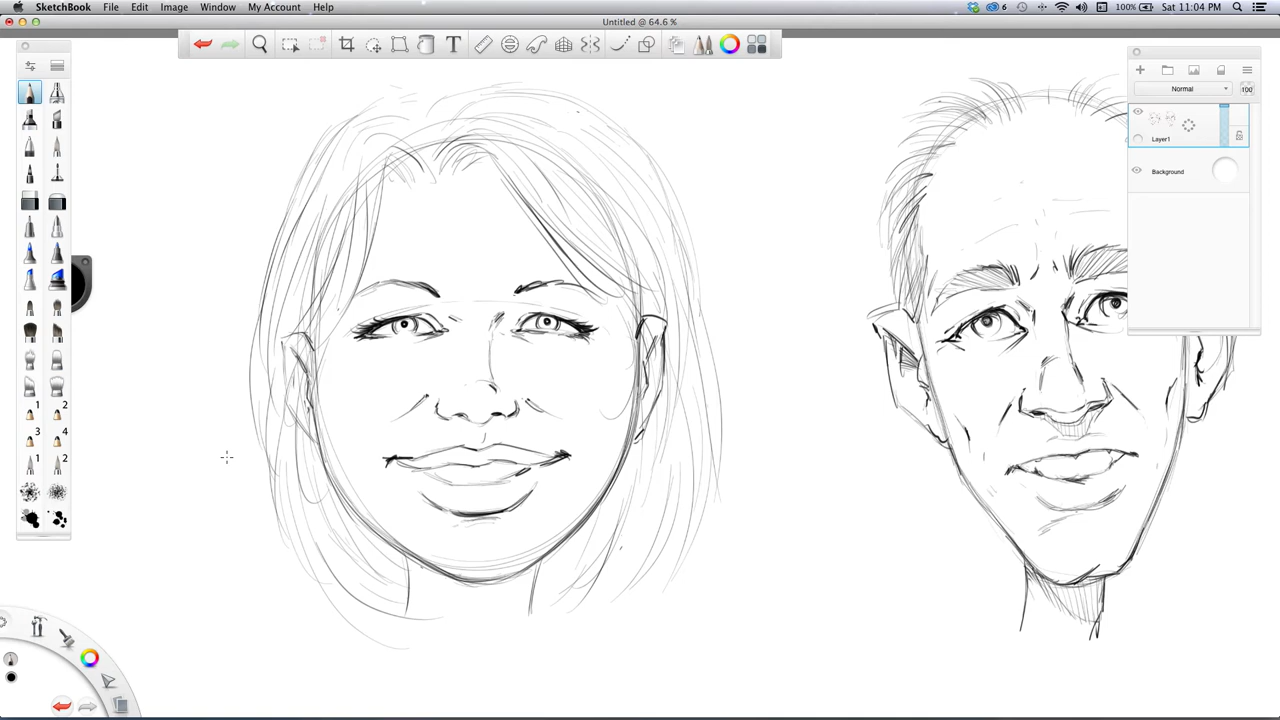 SketchBook File Edit Image Window My Account Help 6 100% Sat 11:04 PM
Untitled @ 64.6 %
T
Normal 100
Layer1
Background
1 2
3 4
1 2